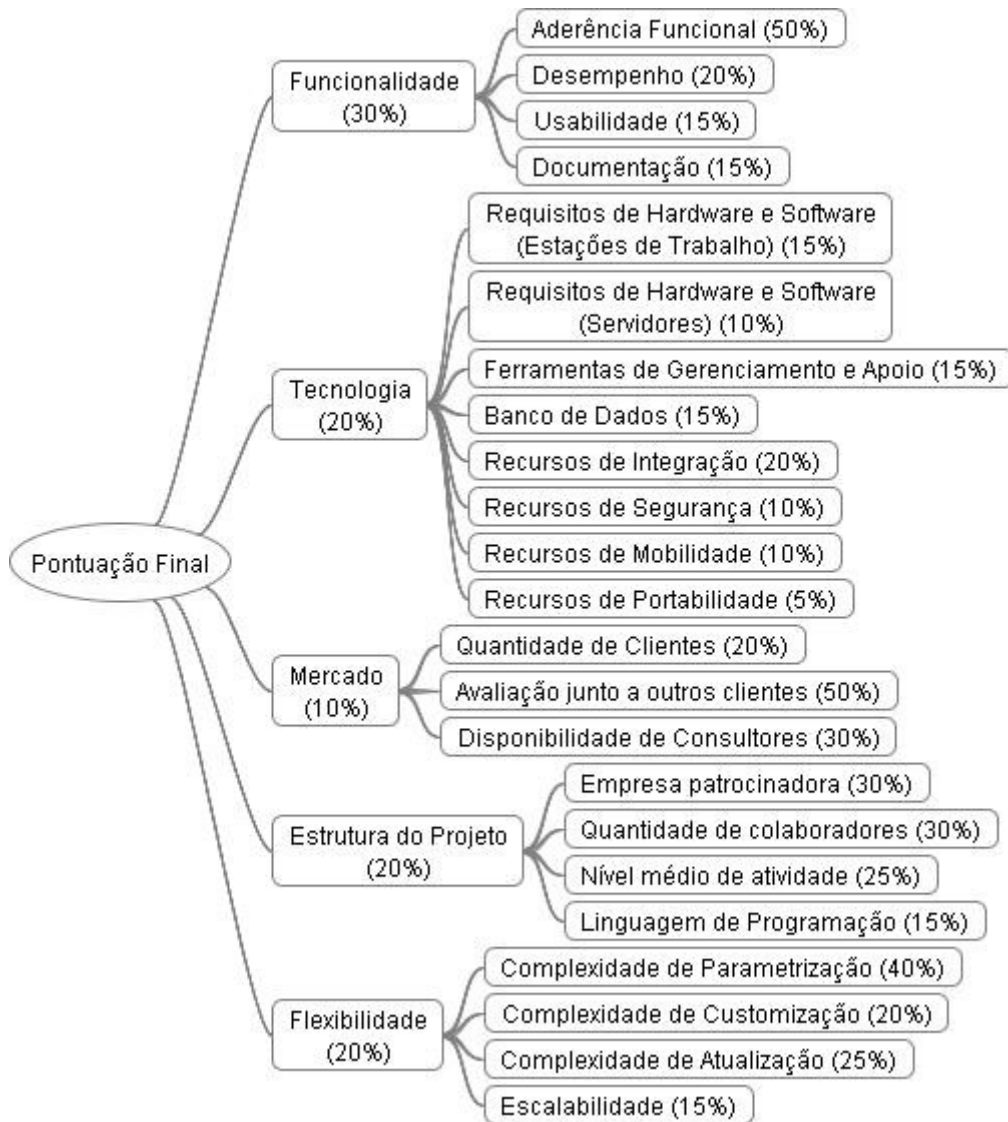 Pontuação Final
Funcionalidade
(30%)
Aderência Funcional (50%)
Desempenho (20%)
Usabilidade (15%)
Documentação (15%)
Tecnologia
(20%)
Requisitos de Hardware e Software
(Estações de Trabalho) (15%)
Requisitos de Hardware e Software
(Servidores) (10%)
Ferramentas de Gerenciamento e Apoio (15%)
Banco de Dados (15%)
Recursos de Integração (20%)
Recursos de Segurança (10%)
Recursos de Mobilidade (10%)
Recursos de Portabilidade (5%)
Mercado
(10%)
Quantidade de Clientes (20%)
Avaliação junto a outros clientes (50%)
Disponibilidade de Consultores (30%)
Estrutura do Projeto
(20%)
Empresa patrocinadora (30%)
Quantidade de colaboradores (30%)
Nível médio de atividade (25%)
Linguagem de Programação (15%)
Flexibilidade
(20%)
Complexidade de Parametrização (40%)
Complexidade de Customização (20%)
Complexidade de Atualização (25%)
Escalabilidade (15%)